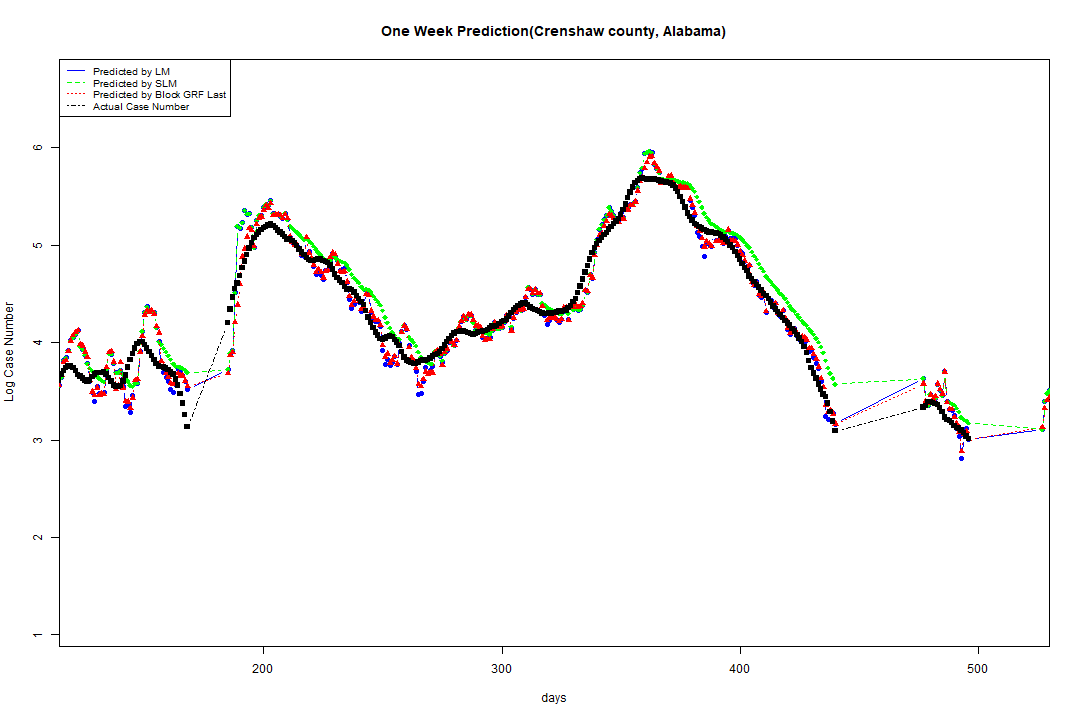 One Week Prediction(Crenshaw county, Alabama)
Predicted by LM
Predicted by SLM
Predicted by Block GRF Last
Actual Case Number
Log Case Number
6
5
4
3
2
1
200 300 400 500
days